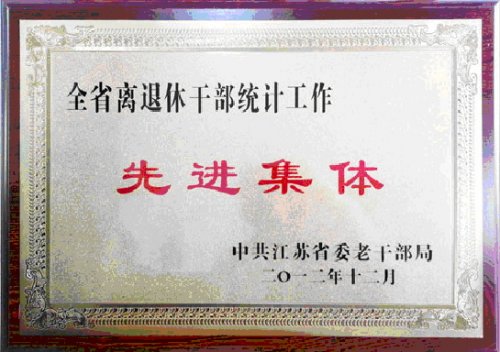 全省离退休干部统计工作
先进集体
中共江苏省委老干部局
二〇一二年十二月